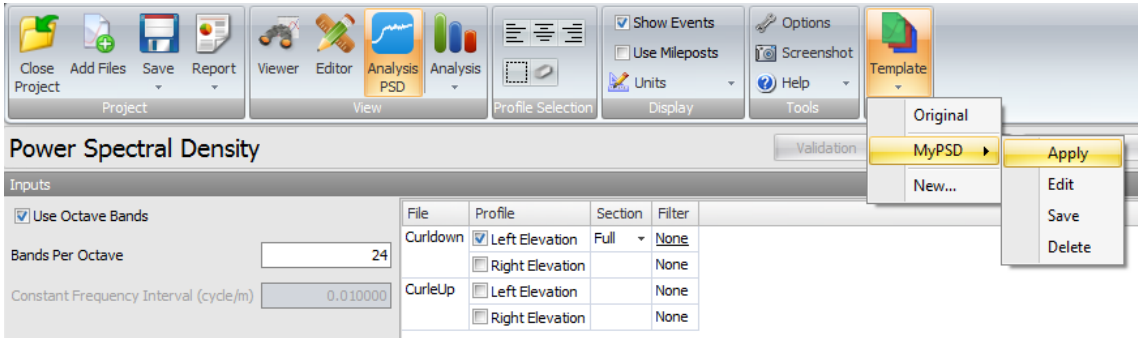 Close Project
Add Files
Save
Report
Project
Viewer
Editor
Analysis PSD
Analysis
View
Profile Selection
Show Events
Use Mileposts
Units
Display
Options
Screenshot
Help
Tools
Template
Original
MyPSD
New...
Apply
Edit
Save
Delete
Power Spectral Density
Validation
Inputs
Use Octave Bands
Bands Per Octave 24
Constant Frequency Interval (cycle/m) 0.010000
File Profile Section Filter
Curldown Left Elevation Full None
Right Elevation None
CurleUp Left Elevation None
Right Elevation None